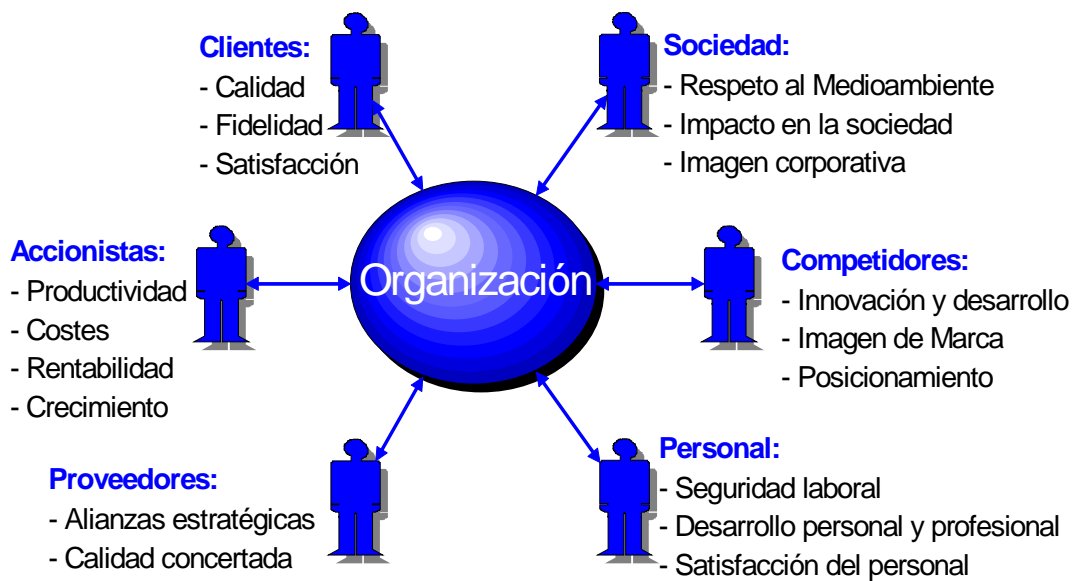 Clientes:
- Calidad
- Fidelidad
- Satisfacción
Sociedad:
- Respeto al Medioambiente
- Impacto en la sociedad
- Imagen corporativa
Accionistas:
- Productividad
- Costes
- Rentabilidad
- Crecimiento
Organización
Competidores:
- Innovación y desarrollo
- Imagen de Marca
- Posicionamiento
Proveedores:
- Alianzas estratégicas
- Calidad concertada
Personal:
- Seguridad laboral
- Desarrollo personal y profesional
- Satisfacción del personal